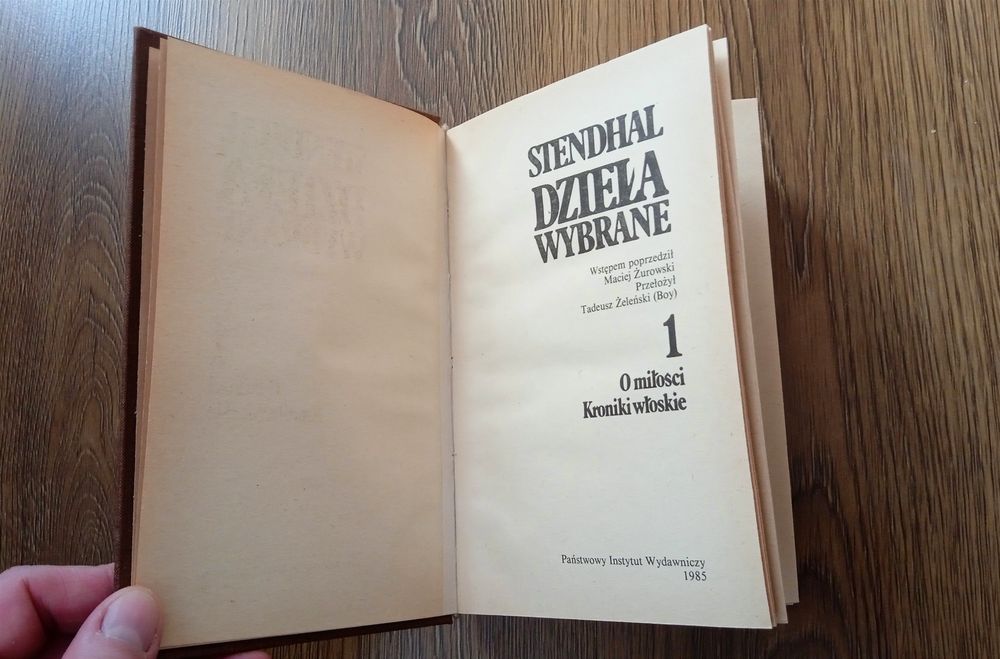 STENDHAL
DZIEŁA
WYBRANE
Wstępem poprzedził
Maciej Żurowski
Przełożył
Tadeusz Żeleński (Boy)
1
O miłości
Kroniki włoskie
Państwowy Instytut Wydawniczy
1985